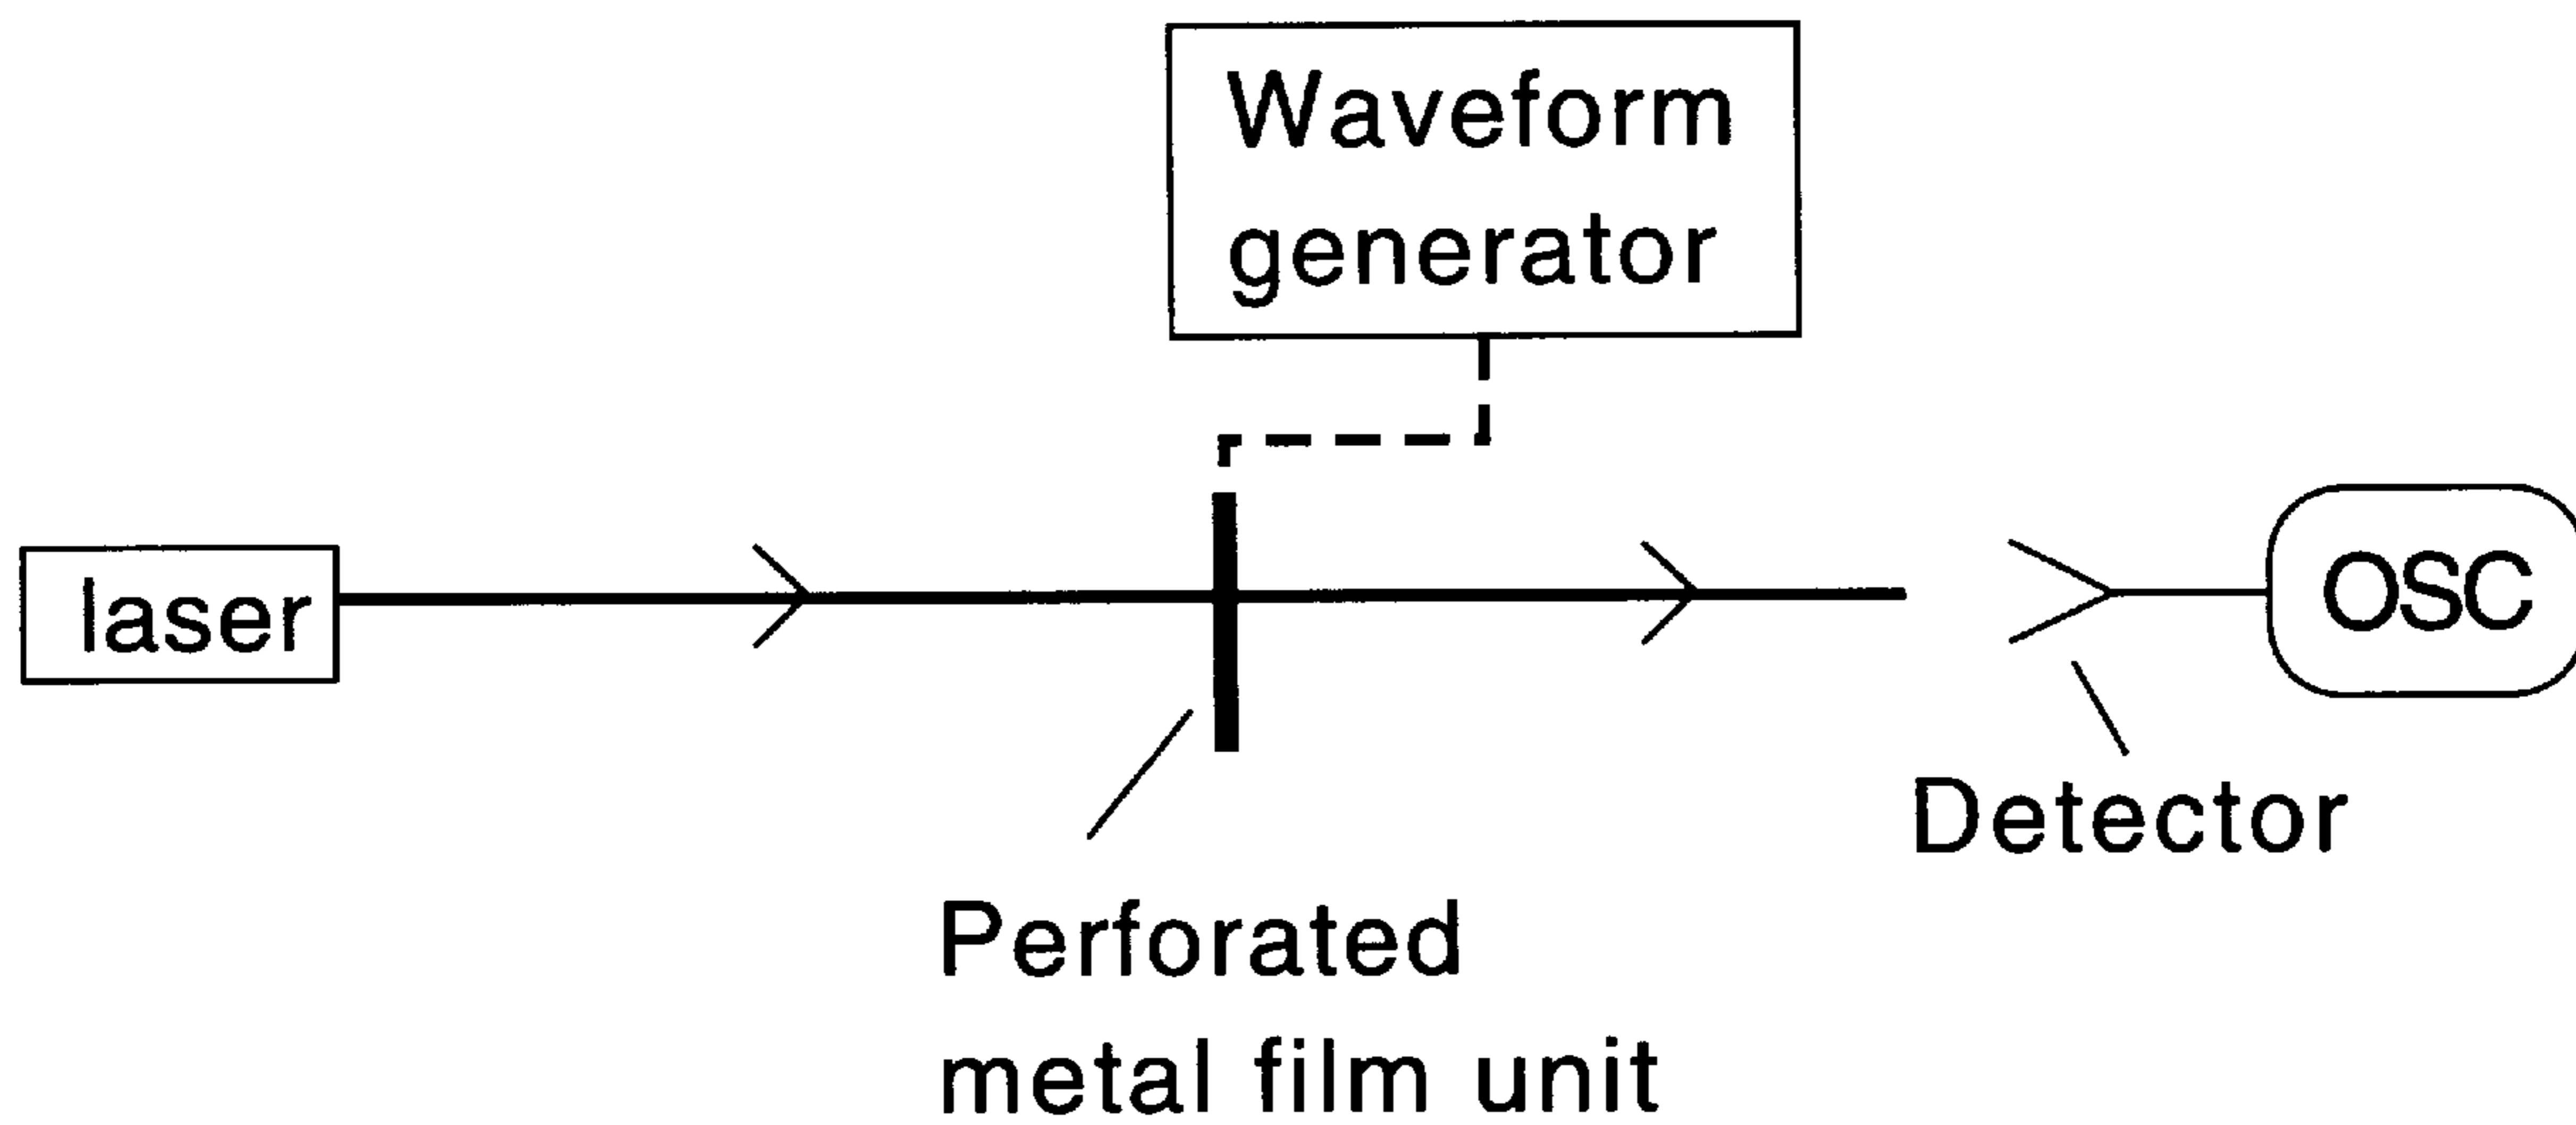 Waveform
generator
laser
OSC
Detector
Perforated
metal film unit